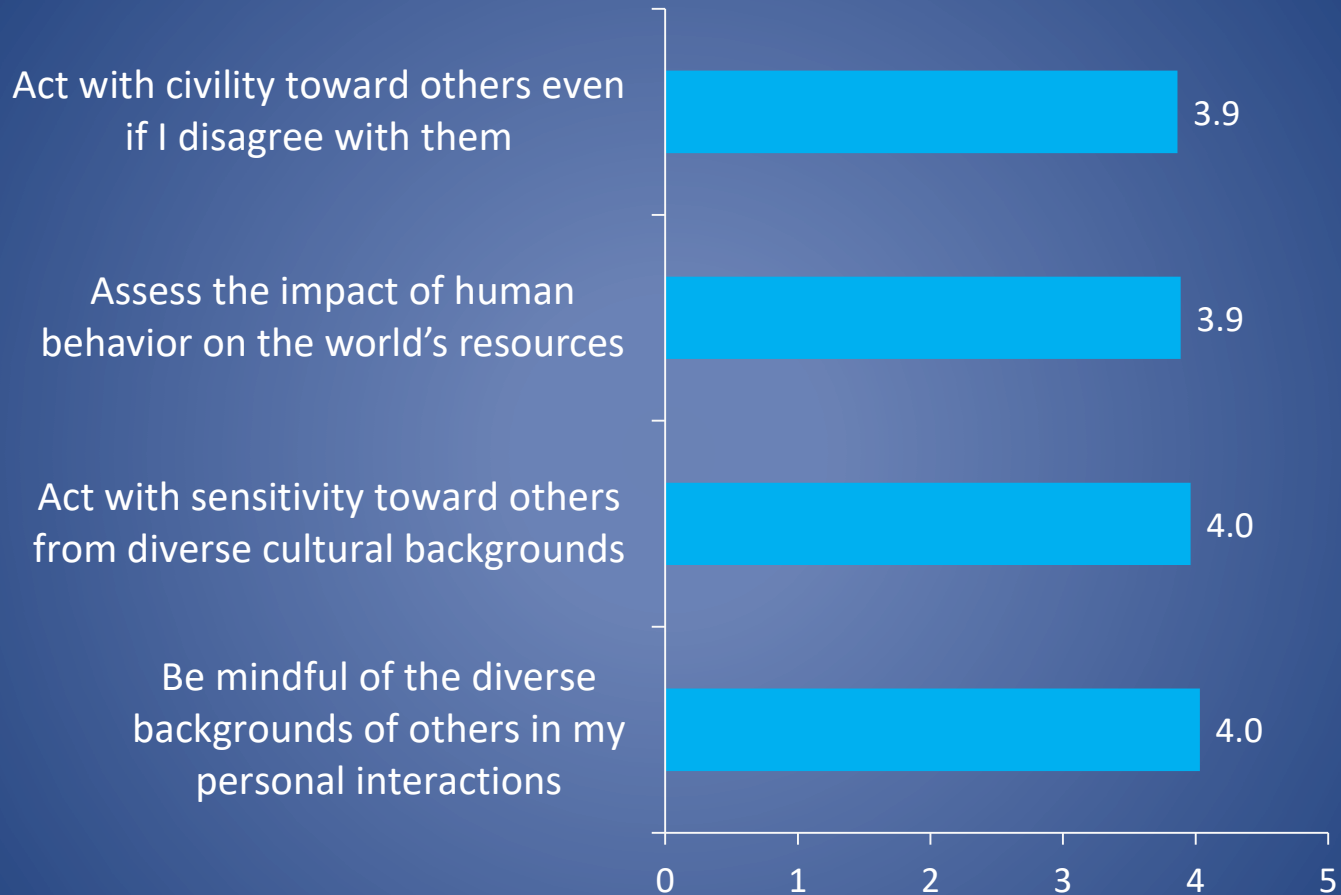 Act with civility toward others even
if I disagree with them
3.9
Assess the impact of human
behavior on the world’s resources
3.9
Act with sensitivity toward others
from diverse cultural backgrounds
4.0
Be mindful of the diverse
backgrounds of others in my
personal interactions
4.0
0 1 2 3 4 5